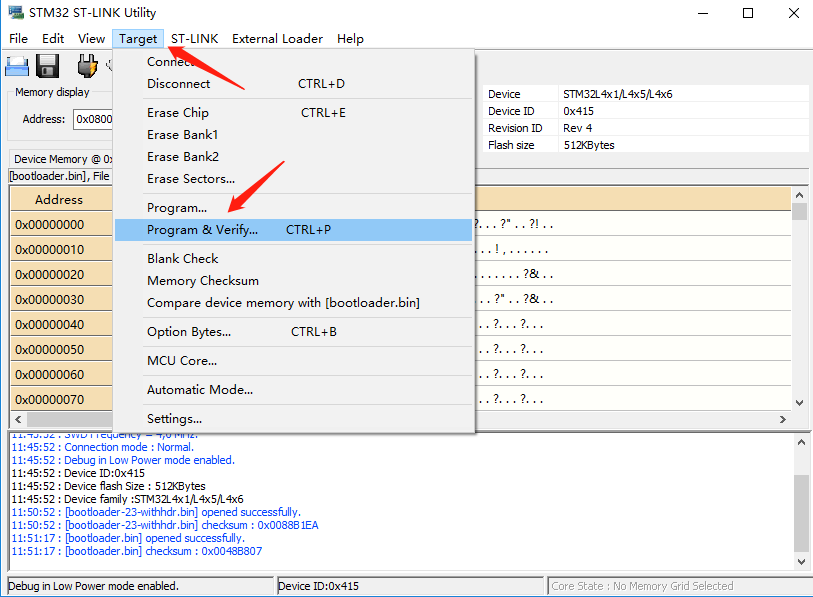 STM32 ST-LINK Utility
File Edit View Target ST-LINK External Loader Help
Memory display
Address: 0x0800
Device STM32L4x1/L4x5/L4x6
Device ID 0x415
Revision ID Rev 4
Flash size 512KBytes
Device Memory @ 0x
[bootloader.bin], File
Connect
Disconnect CTRL+D
Erase Chip CTRL+E
Erase Bank1
Erase Bank2
Erase Sectors...
Program...
Program & Verify... CTRL+P
Blank Check
Memory Checksum
Compare device memory with [bootloader.bin]
Option Bytes... CTRL+B
MCU Core...
Automatic Mode...
Settings...
Address
0x00000000 ?...?"..?!..
0x00000010 ...!,......
0x00000020 .......?&..
0x00000030 ...?"..?&..
0x00000040 ..?...?...
0x00000050 ..?...?...
0x00000060 ..?...?...
0x00000070 ..?...?...
11:45:52 : SWD Frequency = 4,0 MHz.
11:45:52 : Connection mode : Normal.
11:45:52 : Debug in Low Power mode enabled.
11:45:52 : Device ID:0x415
11:45:52 : Device flash Size : 512KBytes
11:45:52 : Device family :STM32L4x1/L4x5/L4x6
11:50:52 : [bootloader-23-withhdr.bin] opened successfully.
11:50:52 : [bootloader-23-withhdr.bin] checksum : 0x0088B1EA
11:51:17 : [bootloader.bin] opened successfully.
11:51:17 : [bootloader.bin] checksum : 0x0048B807
Debug in Low Power mode enabled. Device ID:0x415 Core State : No Memory Grid Selected